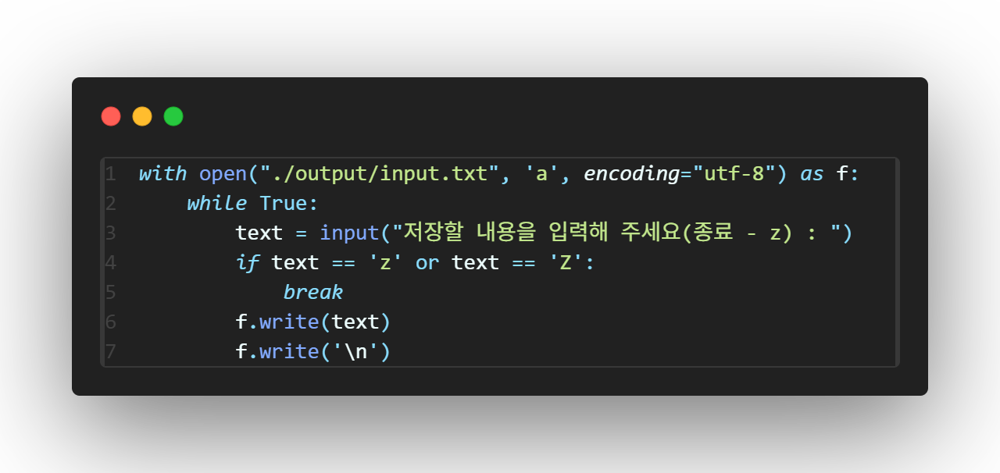 1 with open("./output/input.txt", 'a', encoding="utf-8") as f:
2     while True:
3         text = input("저장할 내용을 입력해 주세요(종료 - z) : ")
4         if text == 'z' or text == 'Z':
5             break
6         f.write(text)
7         f.write('\n')